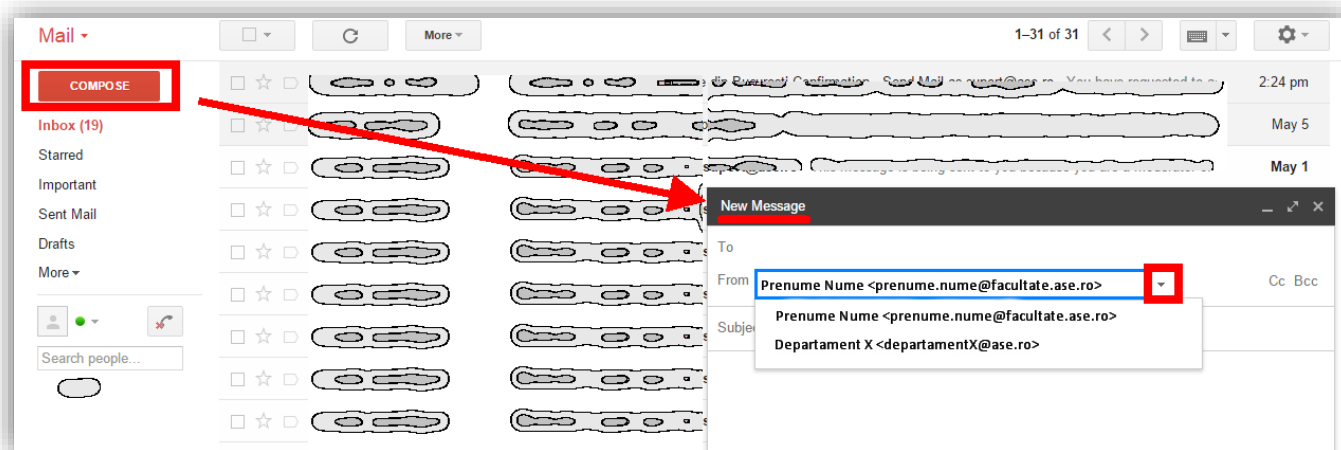 Mail
More
1–31 of 31
COMPOSE
2:24 pm
Inbox (19)
May 5
Starred
May 1
Important
Sent Mail
Drafts
More
Search people...
New Message
To
From Prenume Nume <prenume.nume@facultate.ase.ro> Cc Bcc
Prenume Nume <prenume.nume@facultate.ase.ro>
Departament X <departamentX@ase.ro>